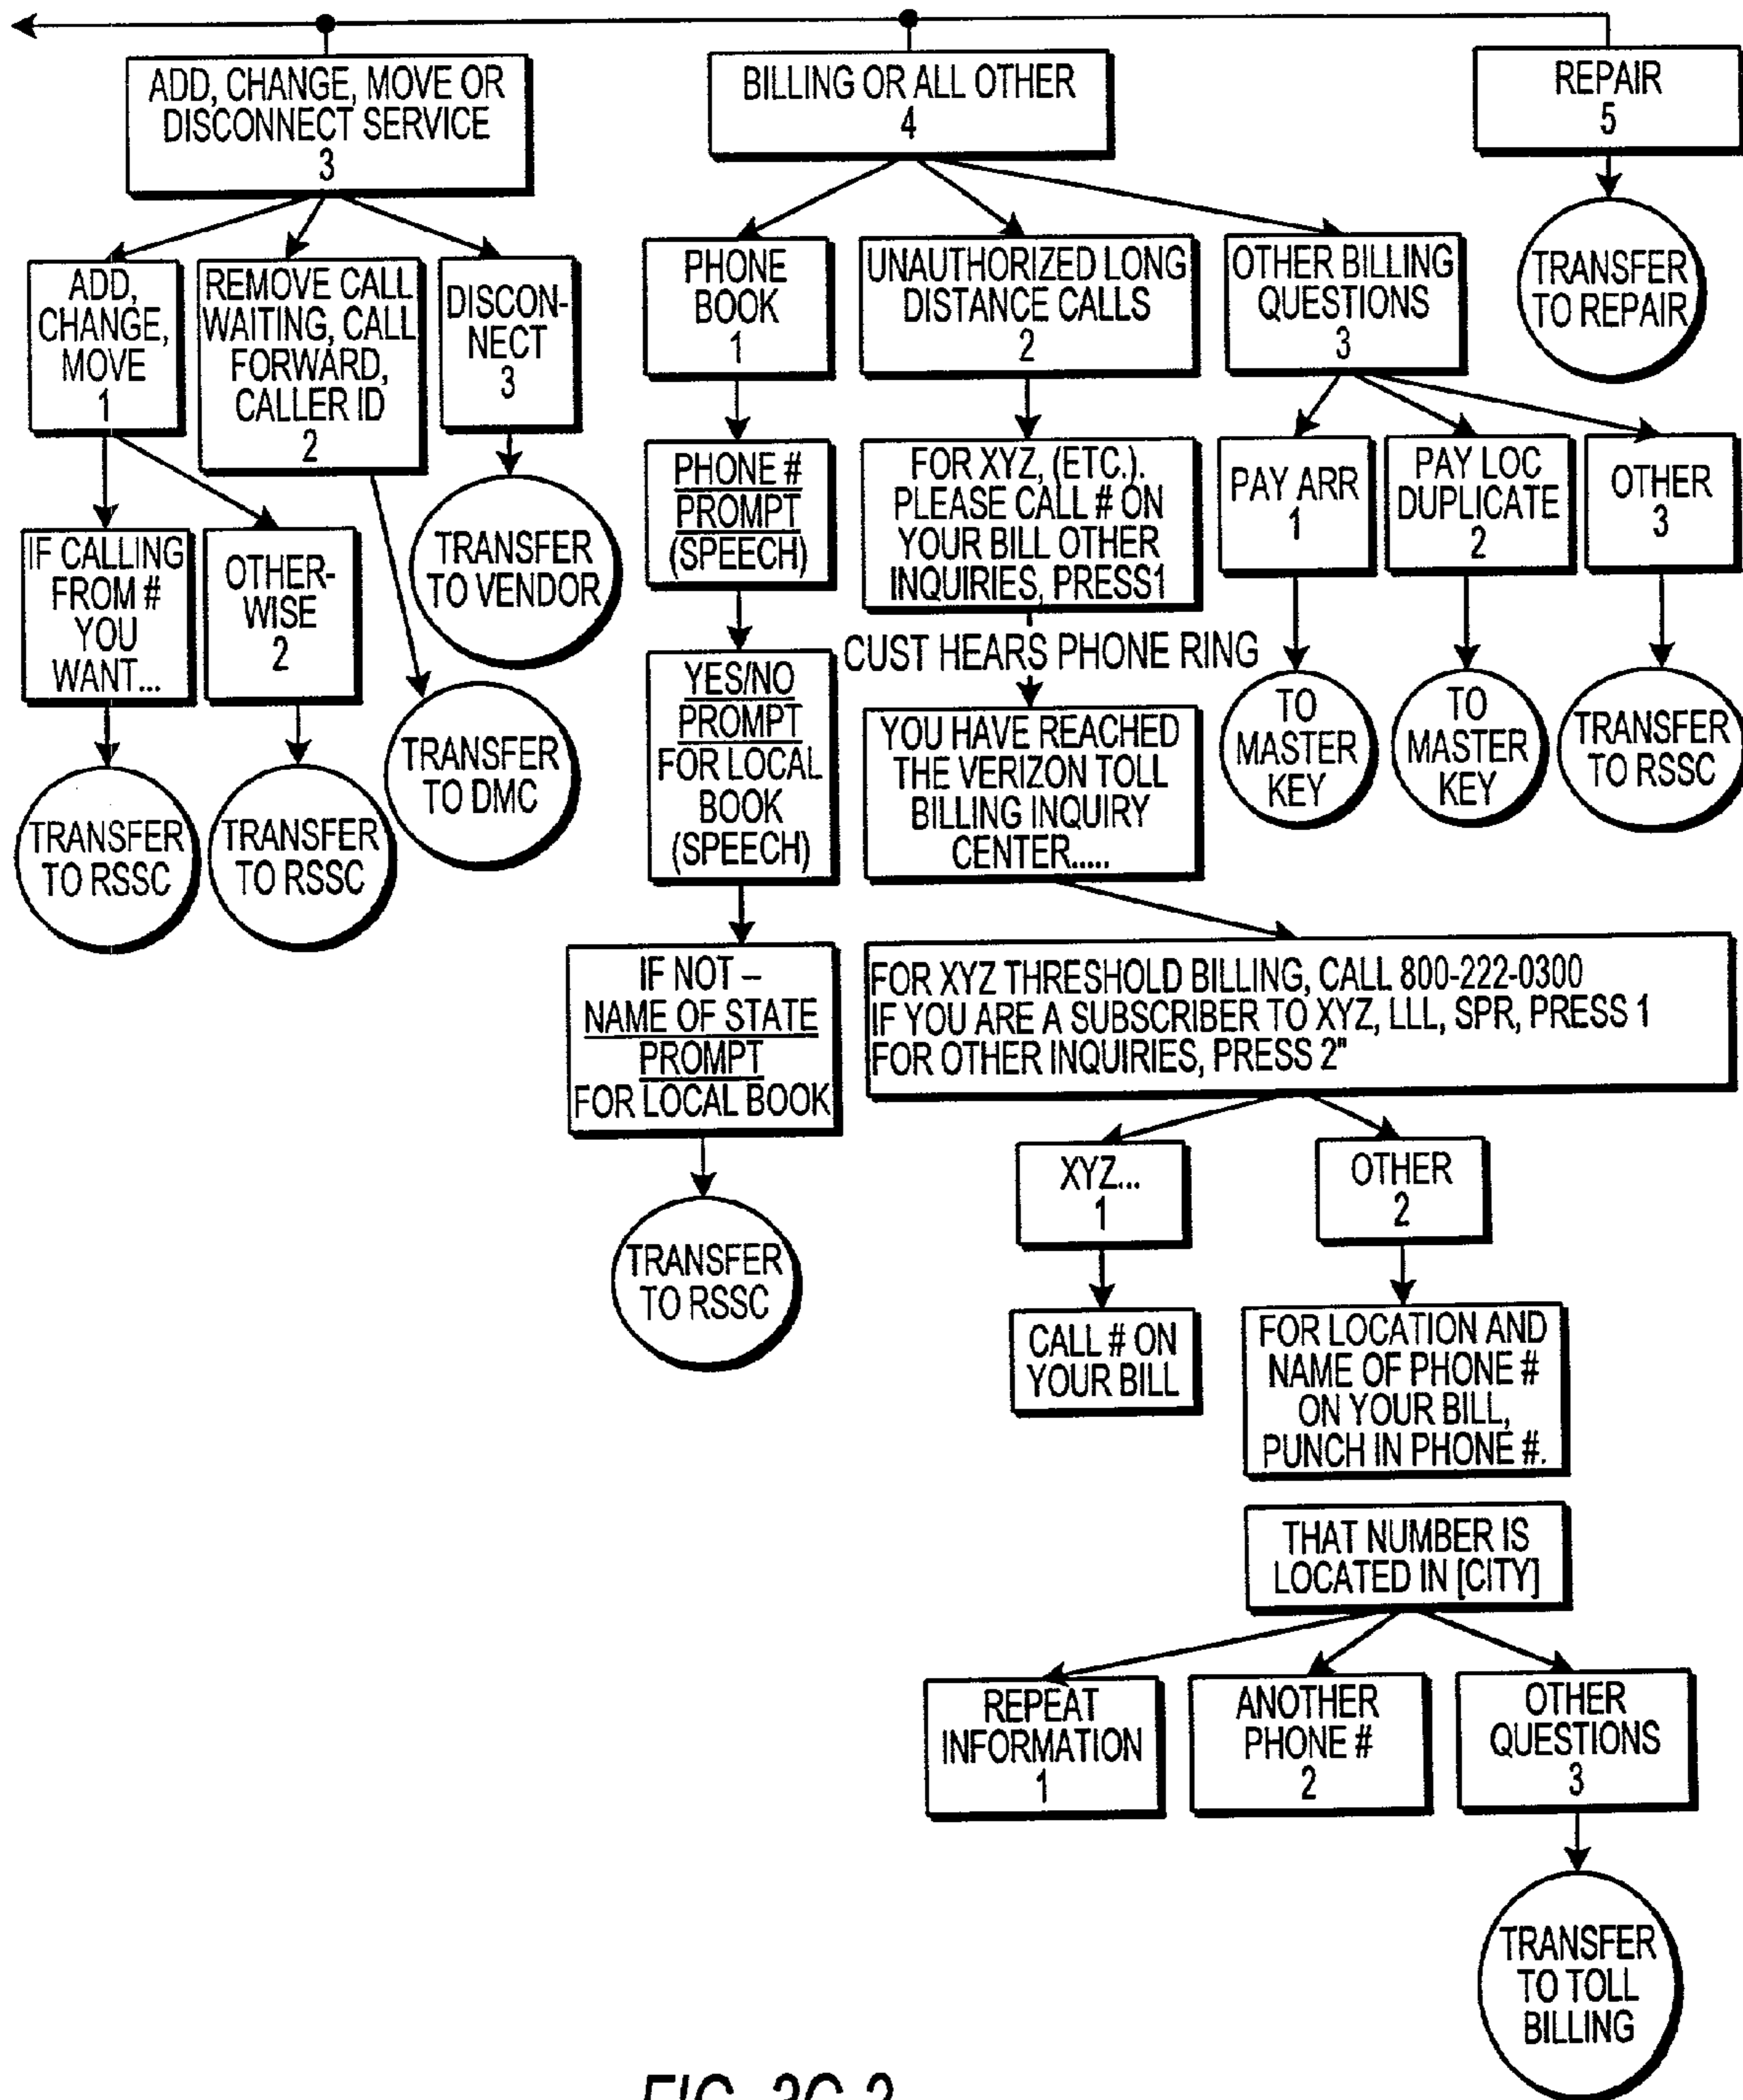 ADD, CHANGE, MOVE OR
DISCONNECT SERVICE
3
BILLING OR ALL OTHER
4
REPAIR
5
ADD,
CHANGE,
MOVE
1
REMOVE CALL
WAITING, CALL
FORWARD,
CALLER ID
2
DISCON-
NECT
3
PHONE
BOOK
1
UNAUTHORIZED LONG
DISTANCE CALLS
2
OTHER BILLING
QUESTIONS
3
TRANSFER
TO REPAIR
IF CALLING
FROM #
YOU
WANT...
OTHER-
WISE
2
TRANSFER
TO VENDOR
PHONE #
PROMPT
(SPEECH)
FOR XYZ, (ETC.).
PLEASE CALL # ON
YOUR BILL OTHER
INQUIRIES, PRESS1
PAY ARR
1
PAY LOC
DUPLICATE
2
OTHER
3
TRANSFER
TO RSSC
TRANSFER
TO RSSC
TRANSFER
TO DMC
YES/NO
PROMPT
FOR LOCAL
BOOK
(SPEECH)
CUST HEARS PHONE RING
YOU HAVE REACHED
THE VERIZON TOLL
BILLING INQUIRY
CENTER.....
TO
MASTER
KEY
TO
MASTER
KEY
TRANSFER
TO RSSC
IF NOT –
NAME OF STATE
PROMPT
FOR LOCAL BOOK
FOR XYZ THRESHOLD BILLING, CALL 800-222-0300
IF YOU ARE A SUBSCRIBER TO XYZ, LLL, SPR, PRESS 1
FOR OTHER INQUIRIES, PRESS 2"
TRANSFER
TO RSSC
XYZ...
1
OTHER
2
CALL # ON
YOUR BILL
FOR LOCATION AND
NAME OF PHONE #
ON YOUR BILL,
PUNCH IN PHONE #.
THAT NUMBER IS
LOCATED IN [CITY]
REPEAT
INFORMATION
1
ANOTHER
PHONE #
2
OTHER
QUESTIONS
3
TRANSFER
TO TOLL
BILLING